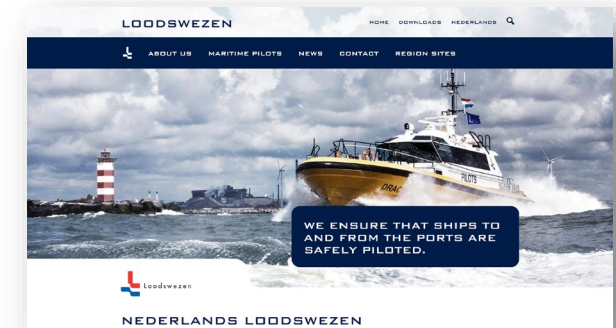 LOODSWEZEN
HOME DOWNLOADS NEDERLANDS
ABOUT US MARITIME PILOTS NEWS CONTACT REGION SITES
PILOTS
DRAC
WE ENSURE THAT SHIPS TO
AND FROM THE PORTS ARE
SAFELY PILOTED.
Loodswezen
NEDERLANDS LOODSWEZEN